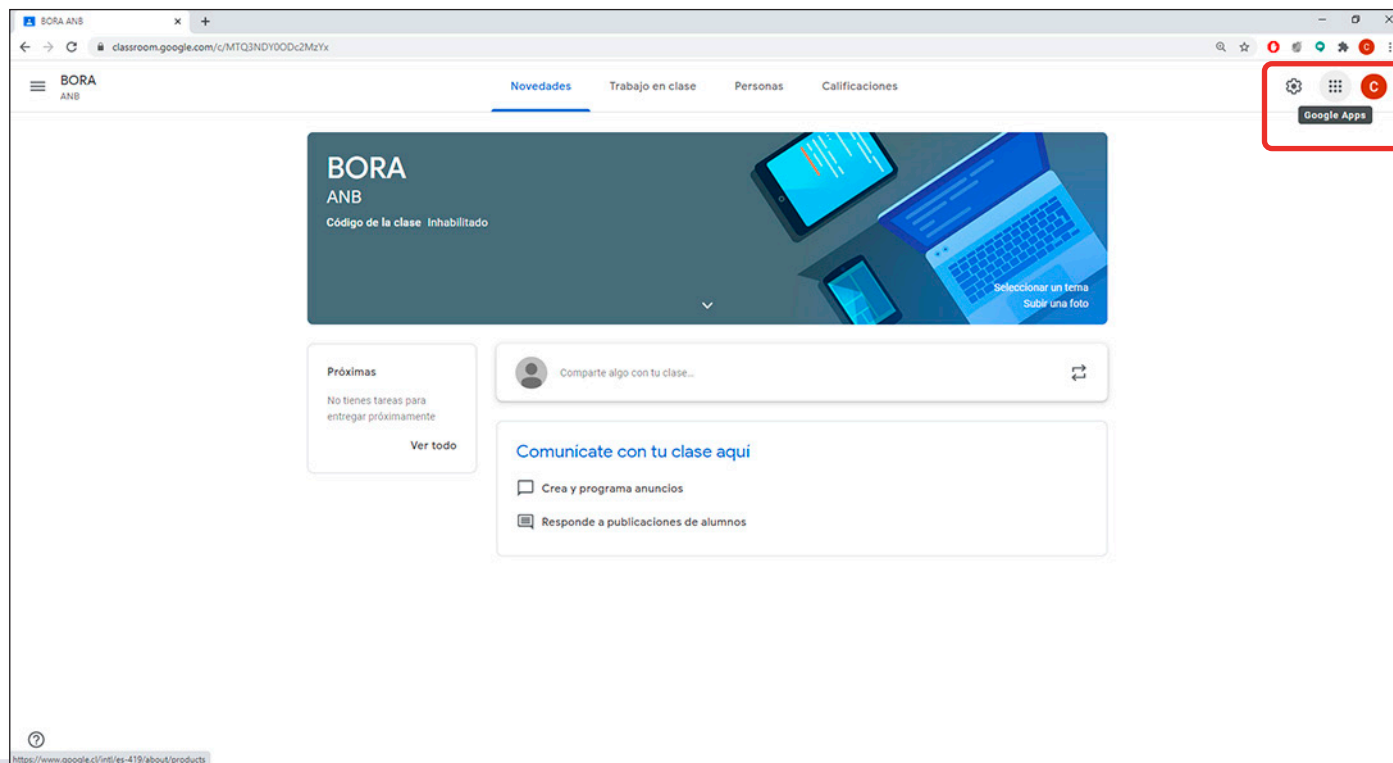 BORA ANB
classroom.google.com/c/MTQ3NDY0ODc2MzYx
C
BORA
ANB
Novedades
Trabajo en clase
Personas
Calificaciones
C
Google Apps
BORA
ANB
Código de la clase Inhabilitado
Seleccionar un tema
Subir una foto
Próximas
No tienes tareas para
entregar próximamente
Ver todo
Comparte algo con tu clase...
Comunícate con tu clase aquí
Crea y programa anuncios
Responde a publicaciones de alumnos
https://www.google.cl/intl/es-419/about/products